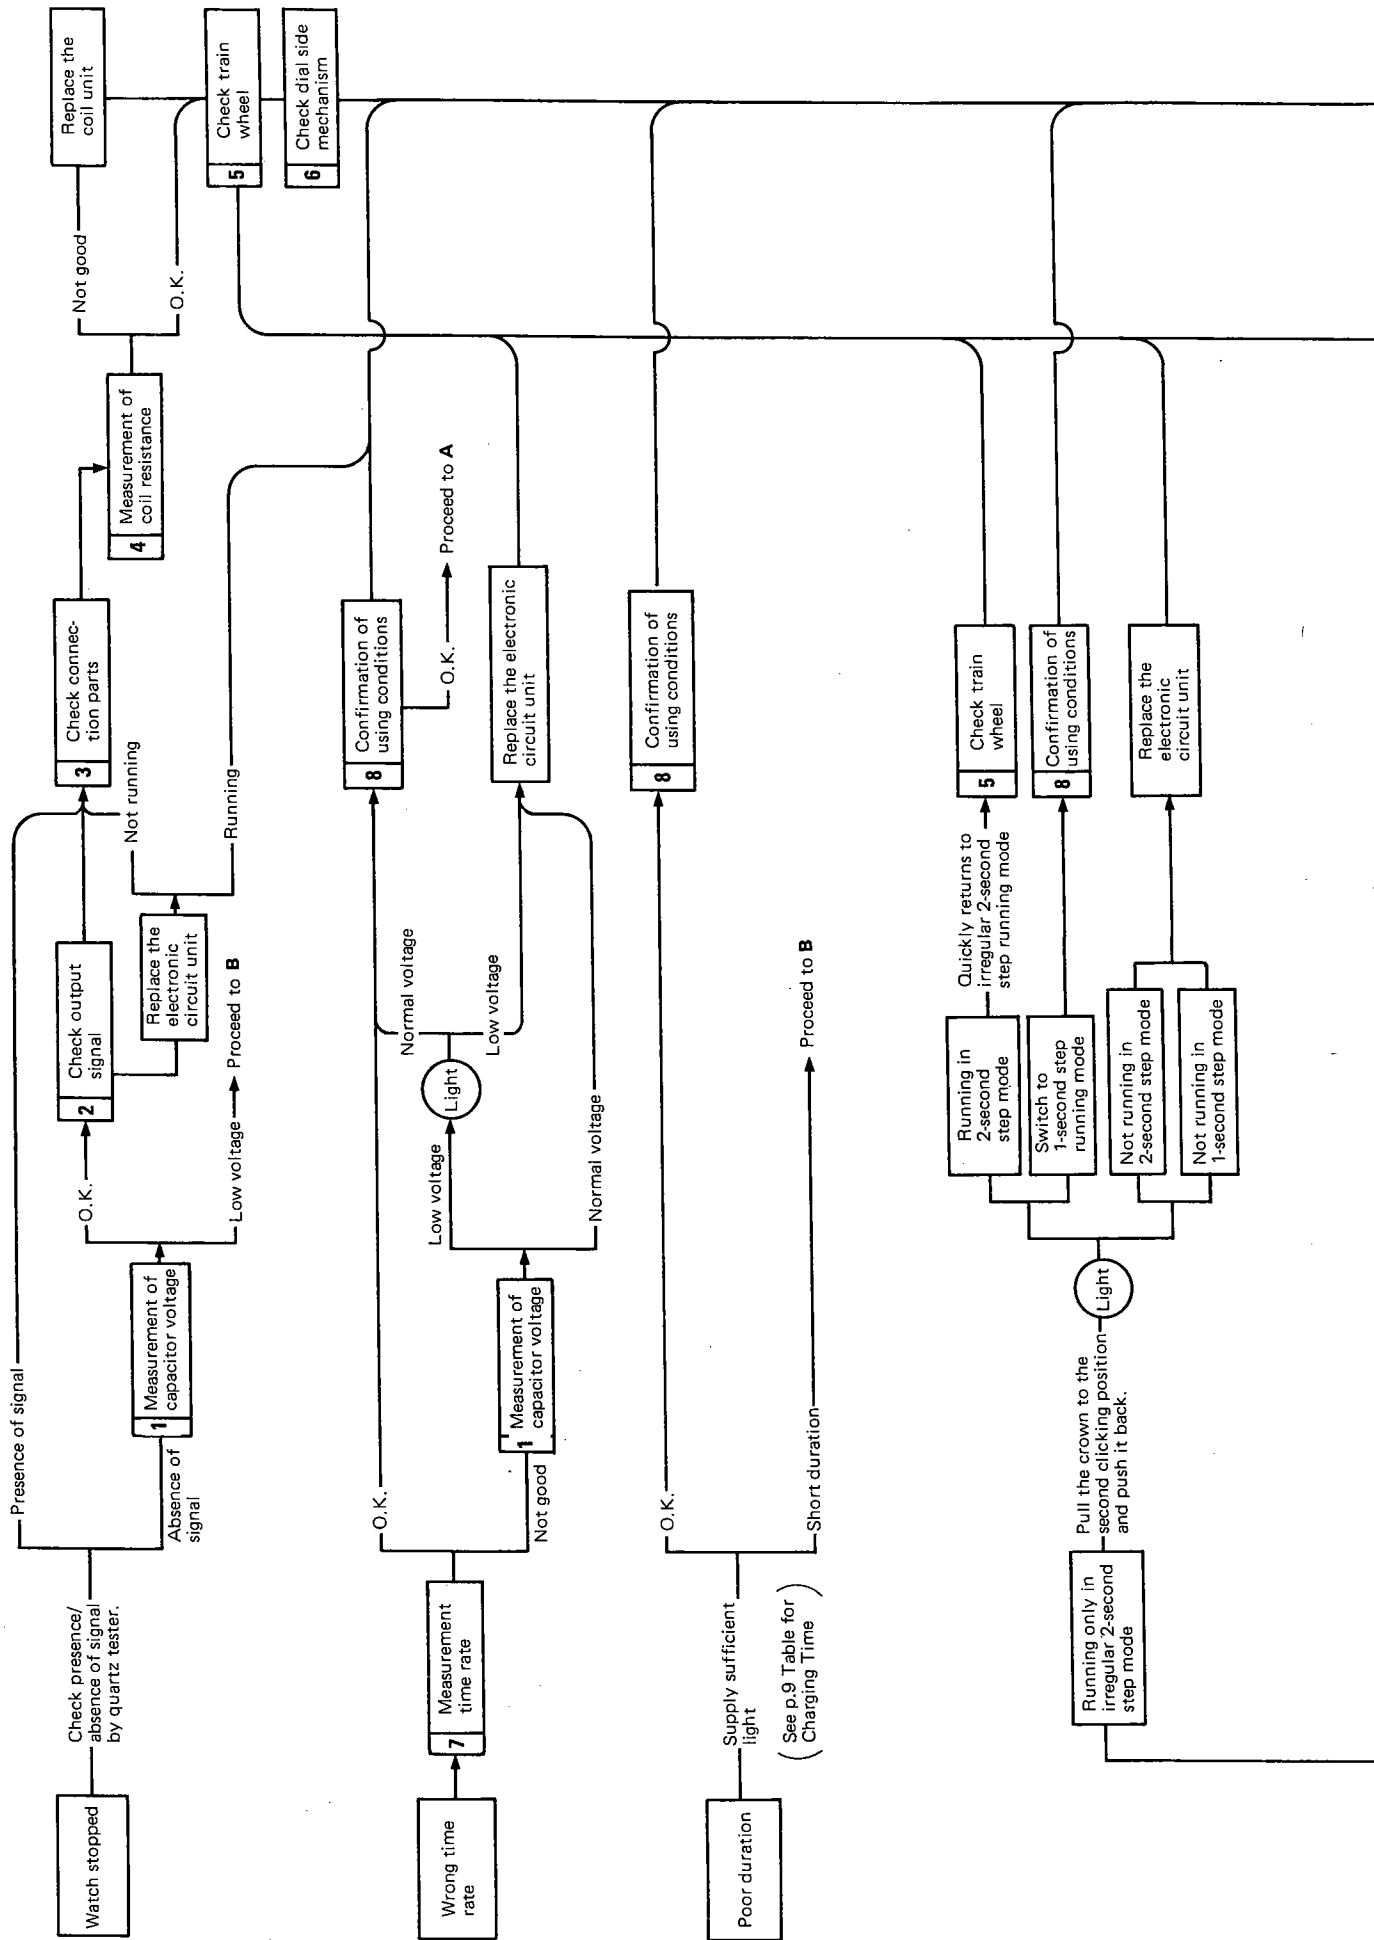 Watch stopped
Check presence/
absence of signal
by quartz tester.
Presence of signal
Absence of
signal
1
Measurement of
capacitor voltage
O.K.
Low voltage
Proceed to B
2
Check output
signal
Replace the
electronic
circuit unit
Not running
Running
3
Check connec-
tion parts
4
Measurement of
coil resistance
Not good
O.K.
Replace the
coil unit
5
Check train
wheel
6
Check dial side
mechanism
Wrong time
rate
7
Measurement
time rate
O.K.
Not good
1
Measurement of
capacitor voltage
Low voltage
Normal voltage
Light
Normal voltage
Low voltage
8
Confirmation of
using conditions
O.K.
Proceed to A
Replace the electronic
circuit unit
Poor duration
Supply sufficient
light
(See p.9 Table for
Charging Time)
O.K.
Short duration
Proceed to B
8
Confirmation of
using conditions
Running only in
irregular 2-second
step mode
Pull the crown to the
second clicking position
and push it back.
Light
Running in
2-second
step mode
Switch to
1-second step
running mode
Not running in
2-second step mode
Not running in
1-second step mode
Quickly returns to
irregular 2-second
step running mode
5
Check train
wheel
8
Confirmation of
using conditions
Replace the
electronic
circuit unit